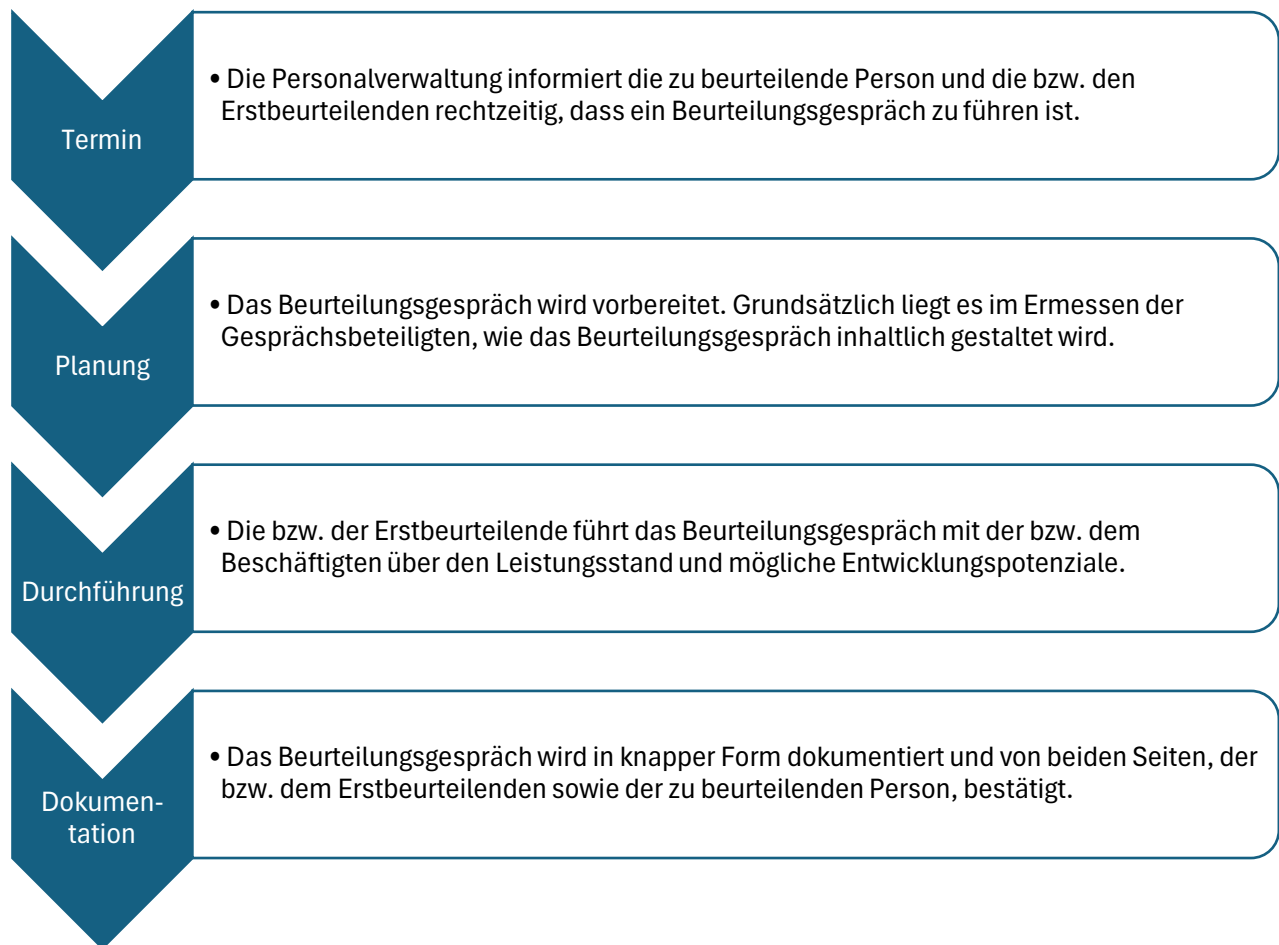 Termin
• Die Personalverwaltung informiert die zu beurteilende Person und die bzw. den
Erstbeurteilenden rechtzeitig, dass ein Beurteilungsgespräch zu führen ist.
Planung
• Das Beurteilungsgespräch wird vorbereitet. Grundsätzlich liegt es im Ermessen der
Gesprächsbeteiligten, wie das Beurteilungsgespräch inhaltlich gestaltet wird.
Durchführung
• Die bzw. der Erstbeurteilende führt das Beurteilungsgespräch mit der bzw. dem
Beschäftigten über den Leistungsstand und mögliche Entwicklungspotenziale.
Dokumen-
tation
• Das Beurteilungsgespräch wird in knapper Form dokumentiert und von beiden Seiten, der
bzw. dem Erstbeurteilenden sowie der zu beurteilenden Person, bestätigt.